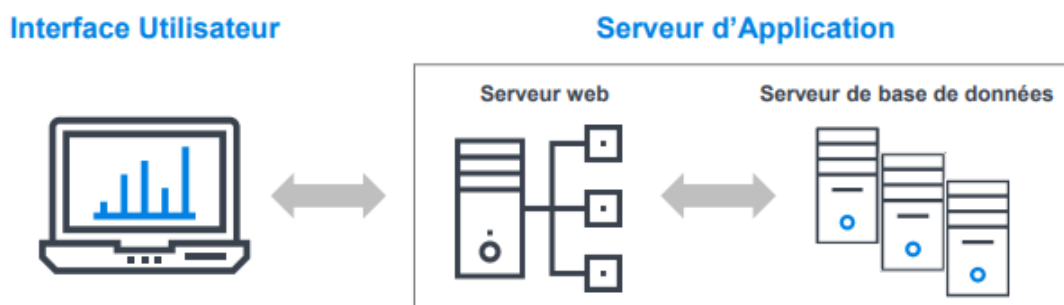 Interface Utilisateur
Serveur d'Application
Serveur web
Serveur de base de données